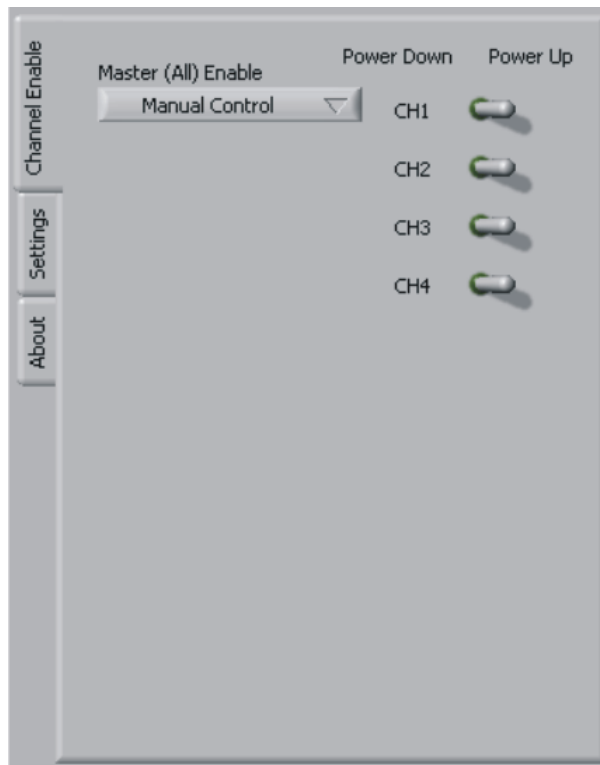 Channel Enable
Settings
About
Master (All) Enable
Manual Control
Power Down
Power Up
CH1
CH2
CH3
CH4